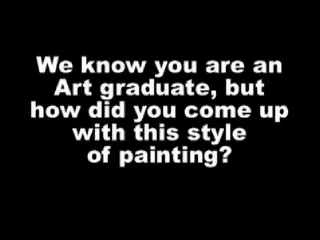 We know you are an
Art graduate, but
how did you come up
with this style
of painting?